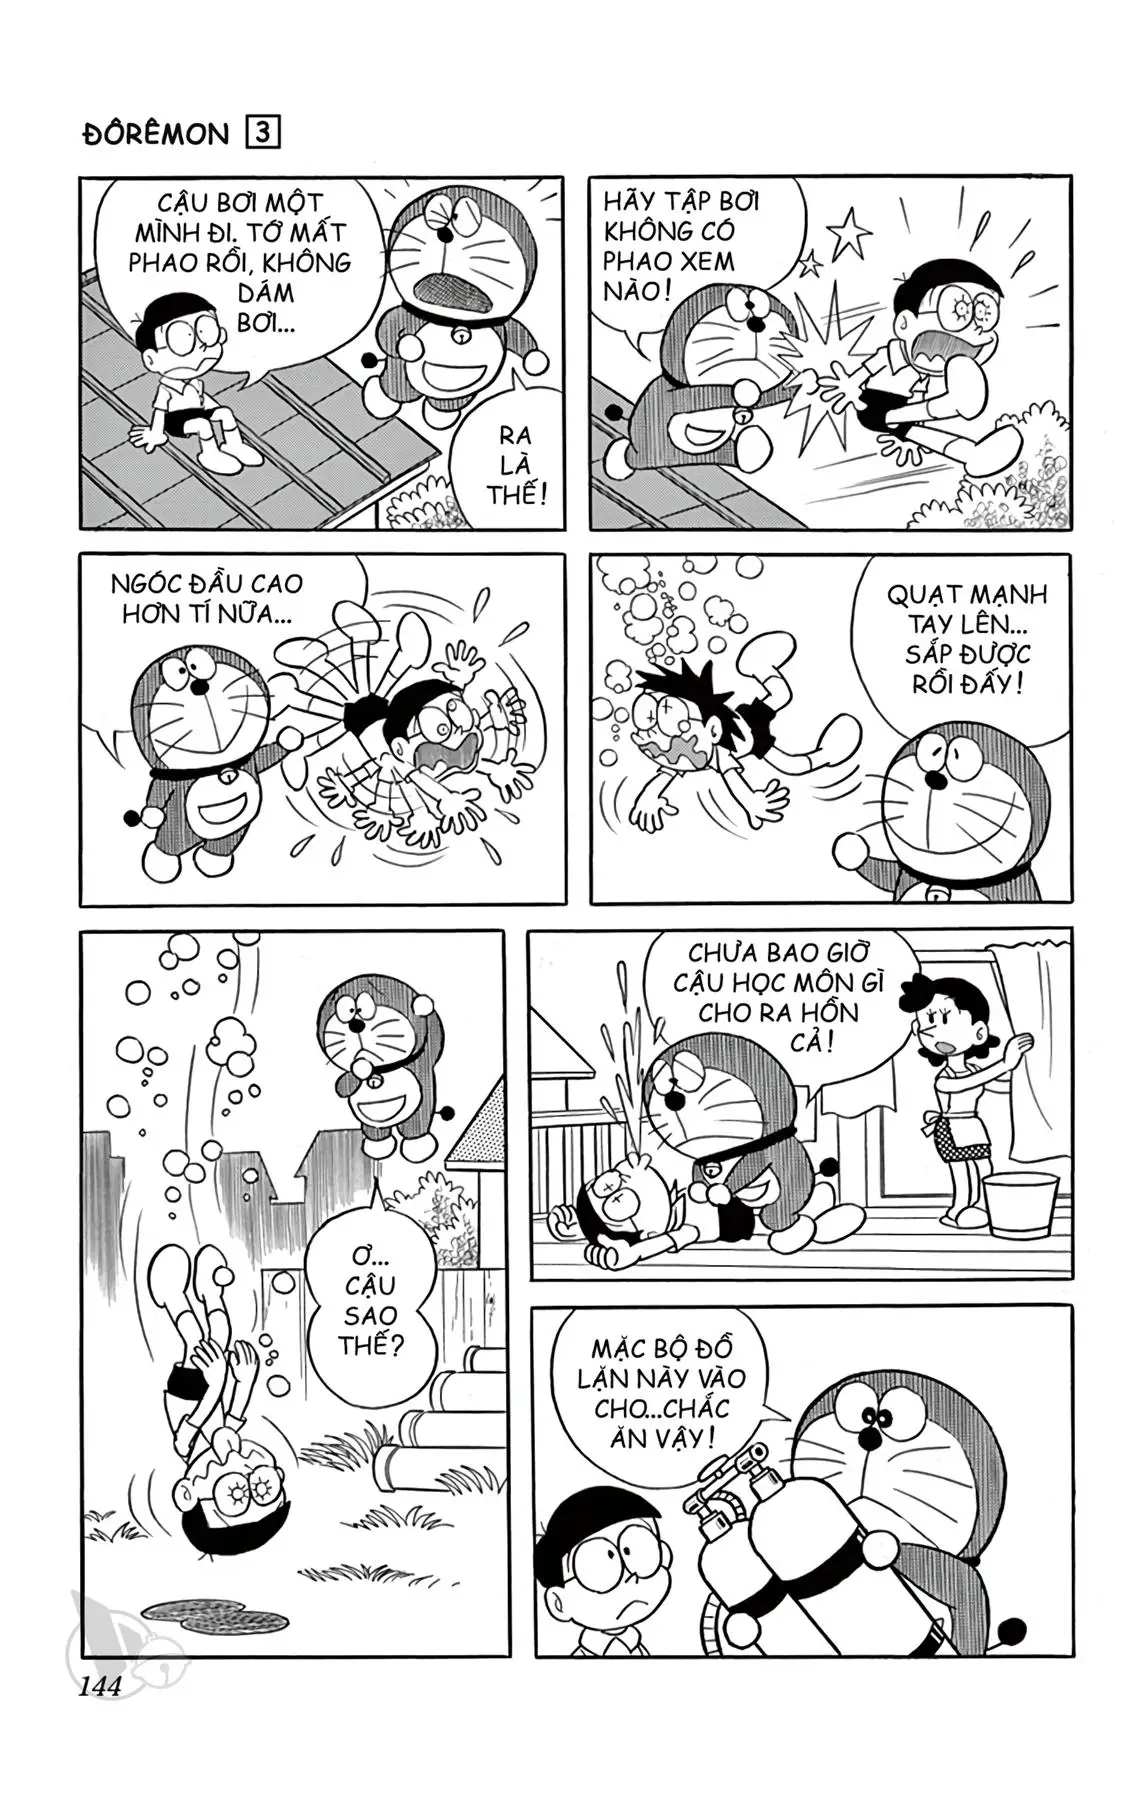 ĐÔRÊMON 3
CẬU BƠI MỘT
MÌNH ĐI. TỚ MẤT
PHAO RỒI, KHÔNG
DÁM
BƠI...
RA
LÀ
THẾ!
HÃY TẬP BƠI
KHÔNG CÓ
PHAO XEM
NÀO!
NGÓC ĐẦU CAO
HƠN TÍ NỮA...
QUẠT MẠNH
TAY LÊN...
SẮP ĐƯỢC
RỒI ĐẤY!
Ơ...
CẬU
SAO
THẾ?
CHƯA BAO GIỜ
CẬU HỌC MÔN GÌ
CHO RA HỒN
CẢ!
MẶC BỘ ĐỒ
LẶN NÀY VÀO
CHO...CHẮC
ĂN VẬY!
144